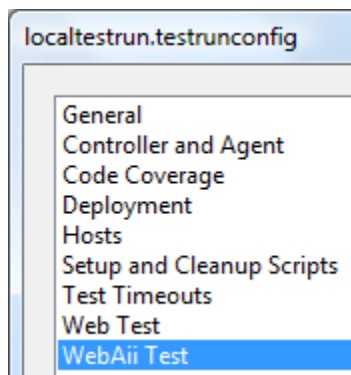 localtestrun.testrunconfig
General
Controller and Agent
Code Coverage
Deployment
Hosts
Setup and Cleanup Scripts
Test Timeouts
Web Test
WebAii Test